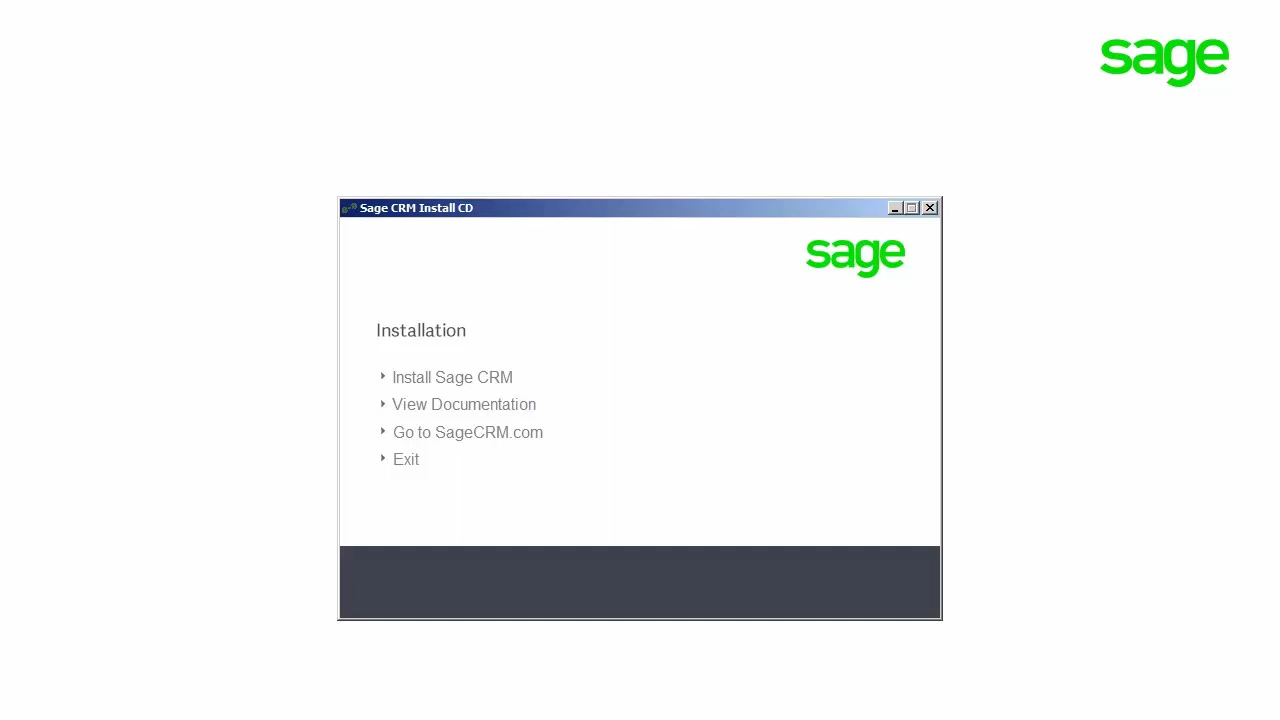 sage
Sage CRM Install CD
sage
Installation
Install Sage CRM
View Documentation
Go to SageCRM.com
Exit